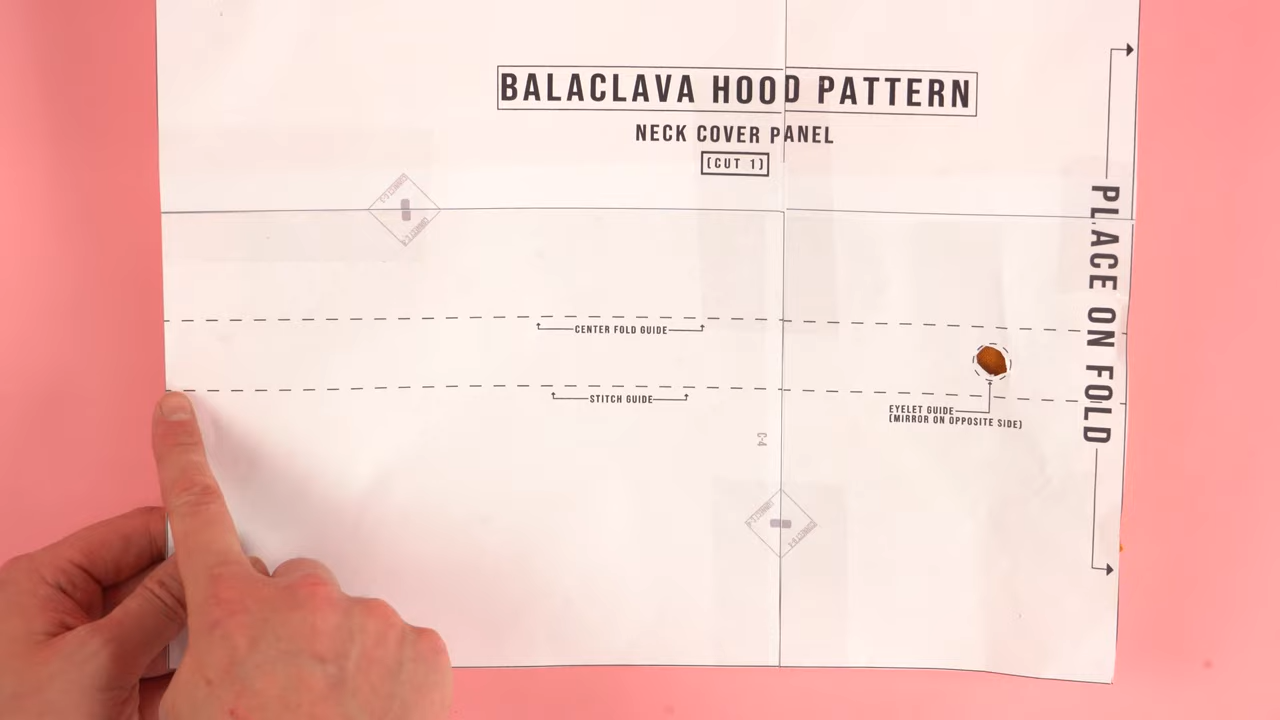 BALACLAVA HOOD PATTERN
NECK COVER PANEL
(CUT 1)
PLACE ON FOLD
CENTER FOLD GUIDE
STITCH GUIDE
EYELET GUIDE
(MIRROR ON OPPOSITE SIDE)
C-4